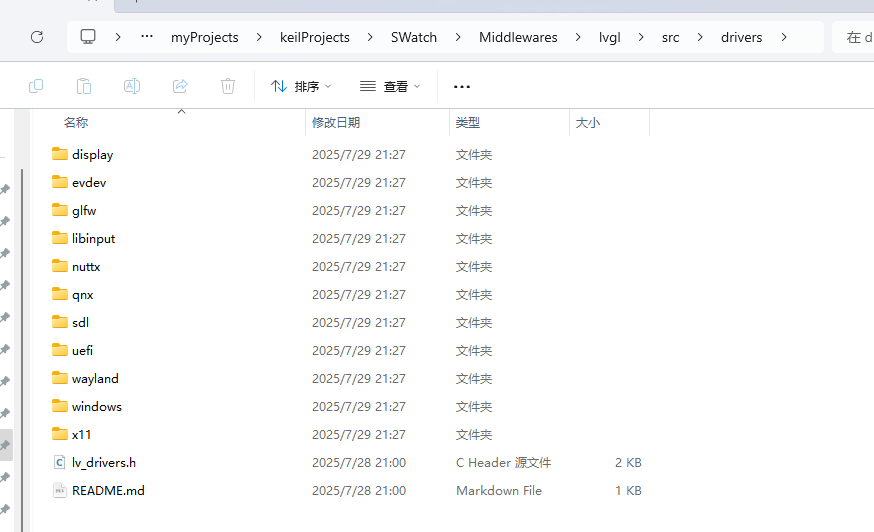 ··· myProjects > keilProjects > SWatch > Middlewares > lvgl > src > drivers > 在 d
排序 查看 ···
名称 修改日期 类型 大小
display 2025/7/29 21:27 文件夹
evdev 2025/7/29 21:27 文件夹
glfw 2025/7/29 21:27 文件夹
libinput 2025/7/29 21:27 文件夹
nuttx 2025/7/29 21:27 文件夹
qnx 2025/7/29 21:27 文件夹
sdl 2025/7/29 21:27 文件夹
uefi 2025/7/29 21:27 文件夹
wayland 2025/7/29 21:27 文件夹
windows 2025/7/29 21:27 文件夹
x11 2025/7/29 21:27 文件夹
lv_drivers.h 2025/7/28 21:00 C Header 源文件 2 KB
README.md 2025/7/28 21:00 Markdown File 1 KB